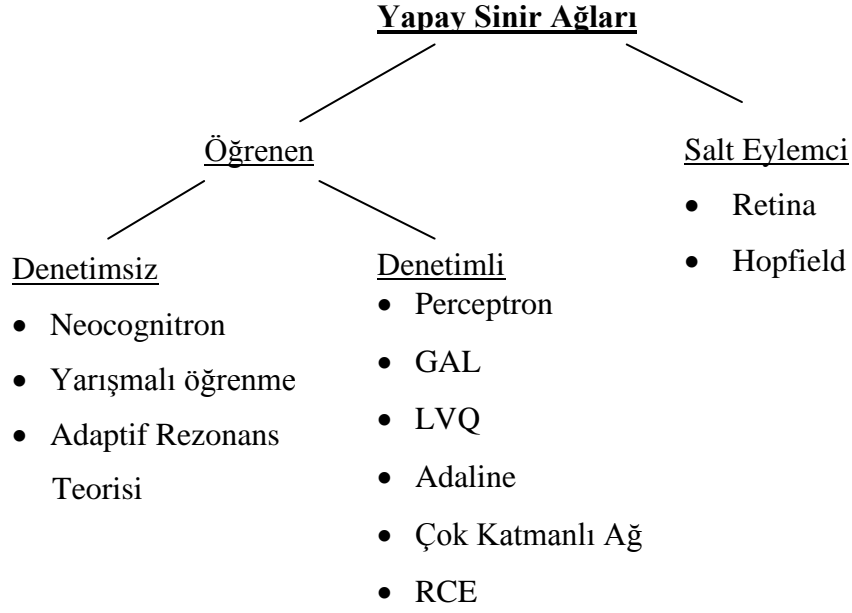 Yapay Sinir Ağları
Öğrenen
Salt Eylemci
• Retina
• Hopfield
Denetimsiz
• Neocognitron
• Yarışmalı öğrenme
• Adaptif Rezonans
Teorisi
Denetimli
• Perceptron
• GAL
• LVQ
• Adaline
• Çok Katmanlı Ağ
• RCE